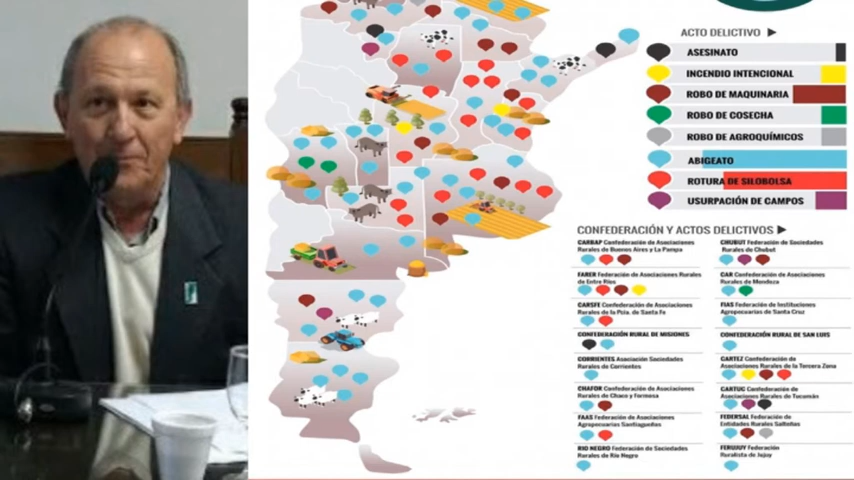 ACTO DELICTIVO
ASESINATO
INCENDIO INTENCIONAL
ROBO DE MAQUINARIA
ROBO DE COSECHA
ROBO DE AGROQUÍMICOS
ABIGEATO
ROTURA DE SILOBOLSA
USURPACIÓN DE CAMPOS
CONFEDERACIÓN Y ACTOS DELICTIVOS
CARBAP Confederación de Asociaciones
Rurales de Buenos Aires y La Pampa
FARER Federación de Asociaciones Rurales
de Entre Ríos
CARSFE Confederación de Asociaciones
Rurales de la Pcia. de Santa Fe
CONFEDERACIÓN RURAL DE MISIONES
CORRIENTES Asociación Sociedades
Rurales de Corrientes
CHAFOR Confederación de Asociaciones
Rurales de Chaco y Formosa
FAAS Federación de Asociaciones
Agropecuarias Santiagueñas
RIO NEGRO Federación de Sociedades
Rurales de Río Negro
CHUBUT Federación de Sociedades
Rurales de Chubut
CAR Confederación de Asociaciones
Rurales de Mendoza
FIAS Federación de Instituciones
Agropecuarias de Santa Cruz
CONFEDERACIÓN RURAL DE SAN LUIS
CARTEZ Confederación de
Asociaciones Rurales de la Tercera Zona
CARTUC Confederación de
Asociaciones Rurales de Tucumán
FEDERSAL Federación de
Entidades Rurales Salteñas
FERUJUY Federación
Ruralista de Jujuy